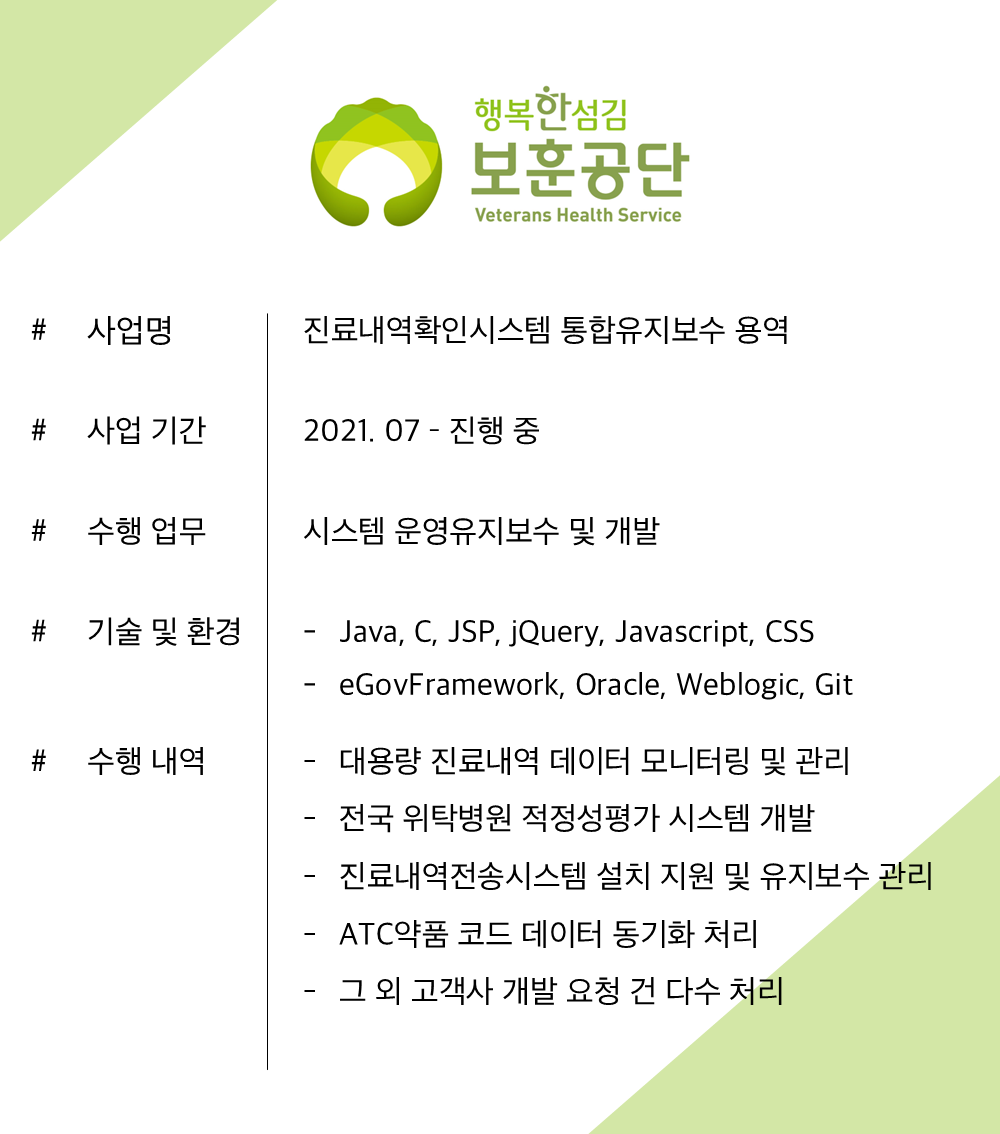 행복한섬김
보훈공단
Veterans Health Service
# 사업명 진료내역확인시스템 통합유지보수 용역
# 사업 기간 2021. 07 - 진행 중
# 수행 업무 시스템 운영유지보수 및 개발
# 기술 및 환경 - Java, C, JSP, jQuery, Javascript, CSS
- eGovFramework, Oracle, Weblogic, Git
# 수행 내역 - 대용량 진료내역 데이터 모니터링 및 관리
- 전국 위탁병원 적정성평가 시스템 개발
- 진료내역전송시스템 설치 지원 및 유지보수 관리
- ATC약품 코드 데이터 동기화 처리
- 그 외 고객사 개발 요청 건 다수 처리